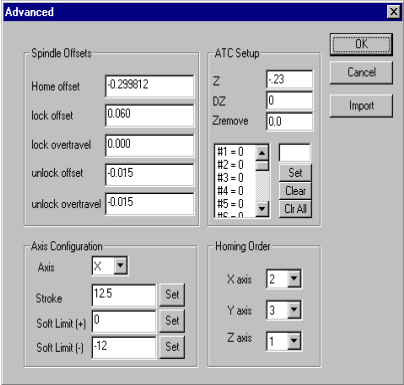 Advanced
Spindle Offsets
Home offset -0.299812
lock offset 0.060
lock overtravel 0.000
unlock offset -0.015
unlock overtravel -0.015
ATC Setup
Z -.23
DZ 0
Zremove 0.0
#1 = 0
#2 = 0
#3 = 0
#4 = 0
#5 = 0
#6 = 0
Set
Clear
Clr All
OK
Cancel
Import
Axis Configuration
Axis X
Stroke 12.5 Set
Soft Limit (+) 0 Set
Soft Limit (-) -12 Set
Homing Order
X axis 2
Y axis 3
Z axis 1